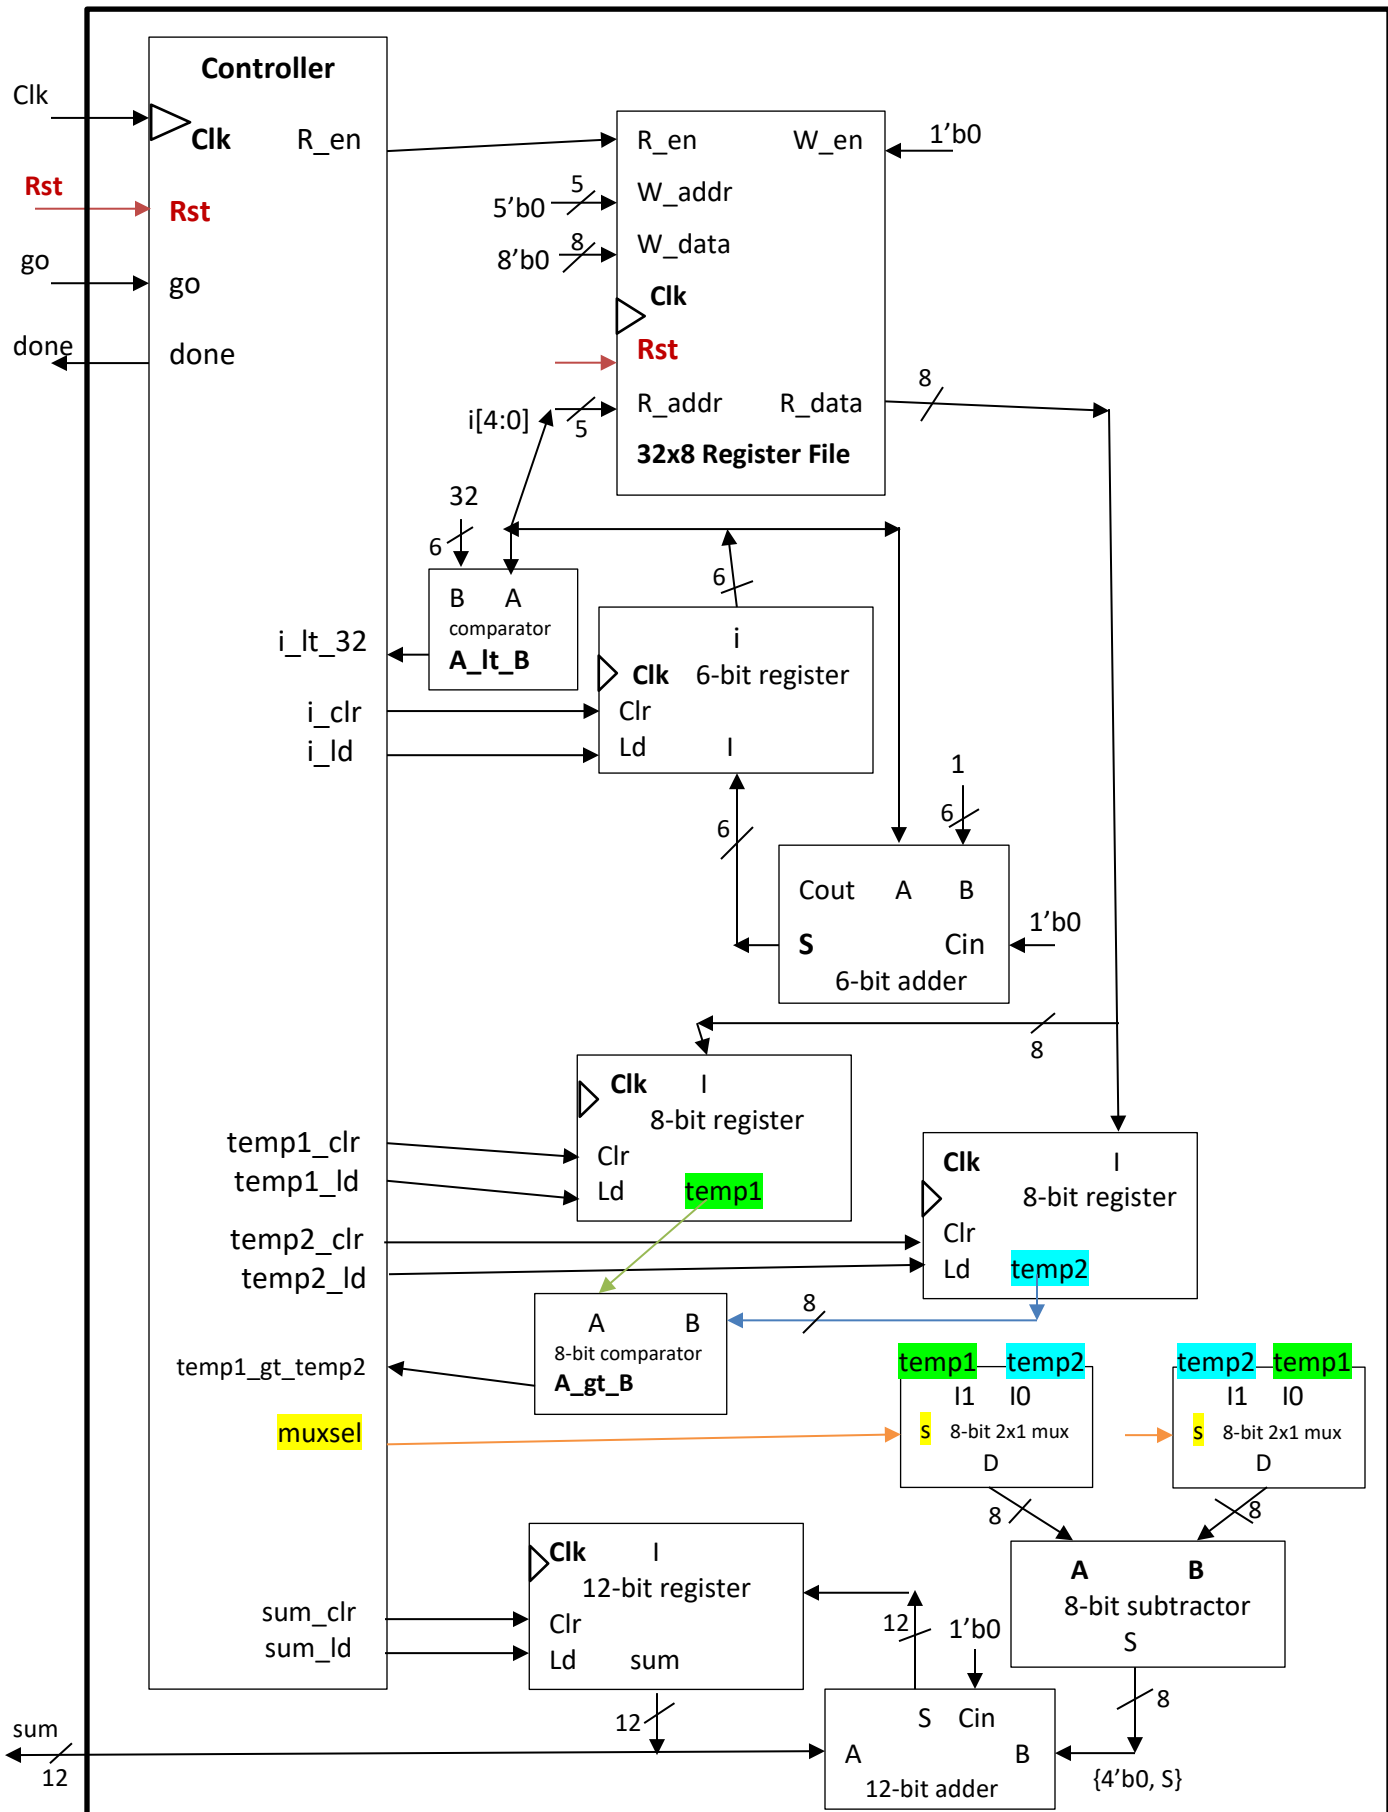 Controller
Clk
Clk R_en
Rst
Rst
go
go
done
done
R_en W_en
1'b0
5
5'b0
W_addr
8
8'b0
W_data
Clk
Rst
i[4:0]
5
R_addr R_data
8
32x8 Register File
32
6
B A
comparator
A_lt_B
i_lt_32
6
i
Clk 6-bit register
Clr
Ld I
i_clr
i_ld
6
1
6
Cout A B
1'b0
S Cin
6-bit adder
8
Clk I
8-bit register
Clr
Ld temp1
temp1_clr
temp1_ld
Clk I
8-bit register
Clr
Ld temp2
temp2_clr
temp2_ld
8
A B
8-bit comparator
A_gt_B
temp1_gt_temp2
muxsel
temp1 temp2
I1 I0
s 8-bit 2x1 mux
D
temp2 temp1
I1 I0
s 8-bit 2x1 mux
D
8
8
A B
8-bit subtractor
S
8
Clk I
12-bit register
Clr
Ld sum
sum_clr
sum_ld
12
1'b0
12
sum
12
S Cin
A B
12-bit adder
{4'b0, S}